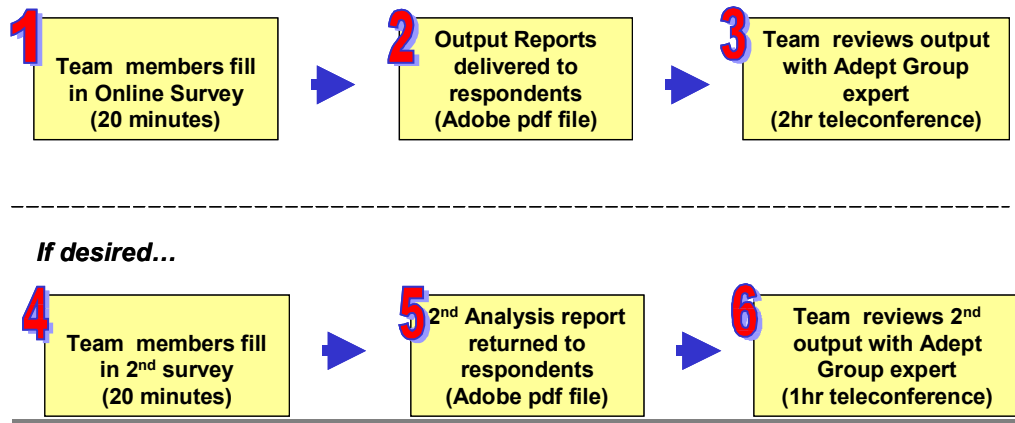 1
Team members fill
in Online Survey
(20 minutes)
2
Output Reports
delivered to
respondents
(Adobe pdf file)
3
Team reviews output
with Adept Group
expert
(2hr teleconference)
If desired…
4
Team members fill
in 2nd survey
(20 minutes)
5
2nd Analysis report
returned to
respondents
(Adobe pdf file)
6
Team reviews 2nd
output with Adept
Group expert
(1hr teleconference)